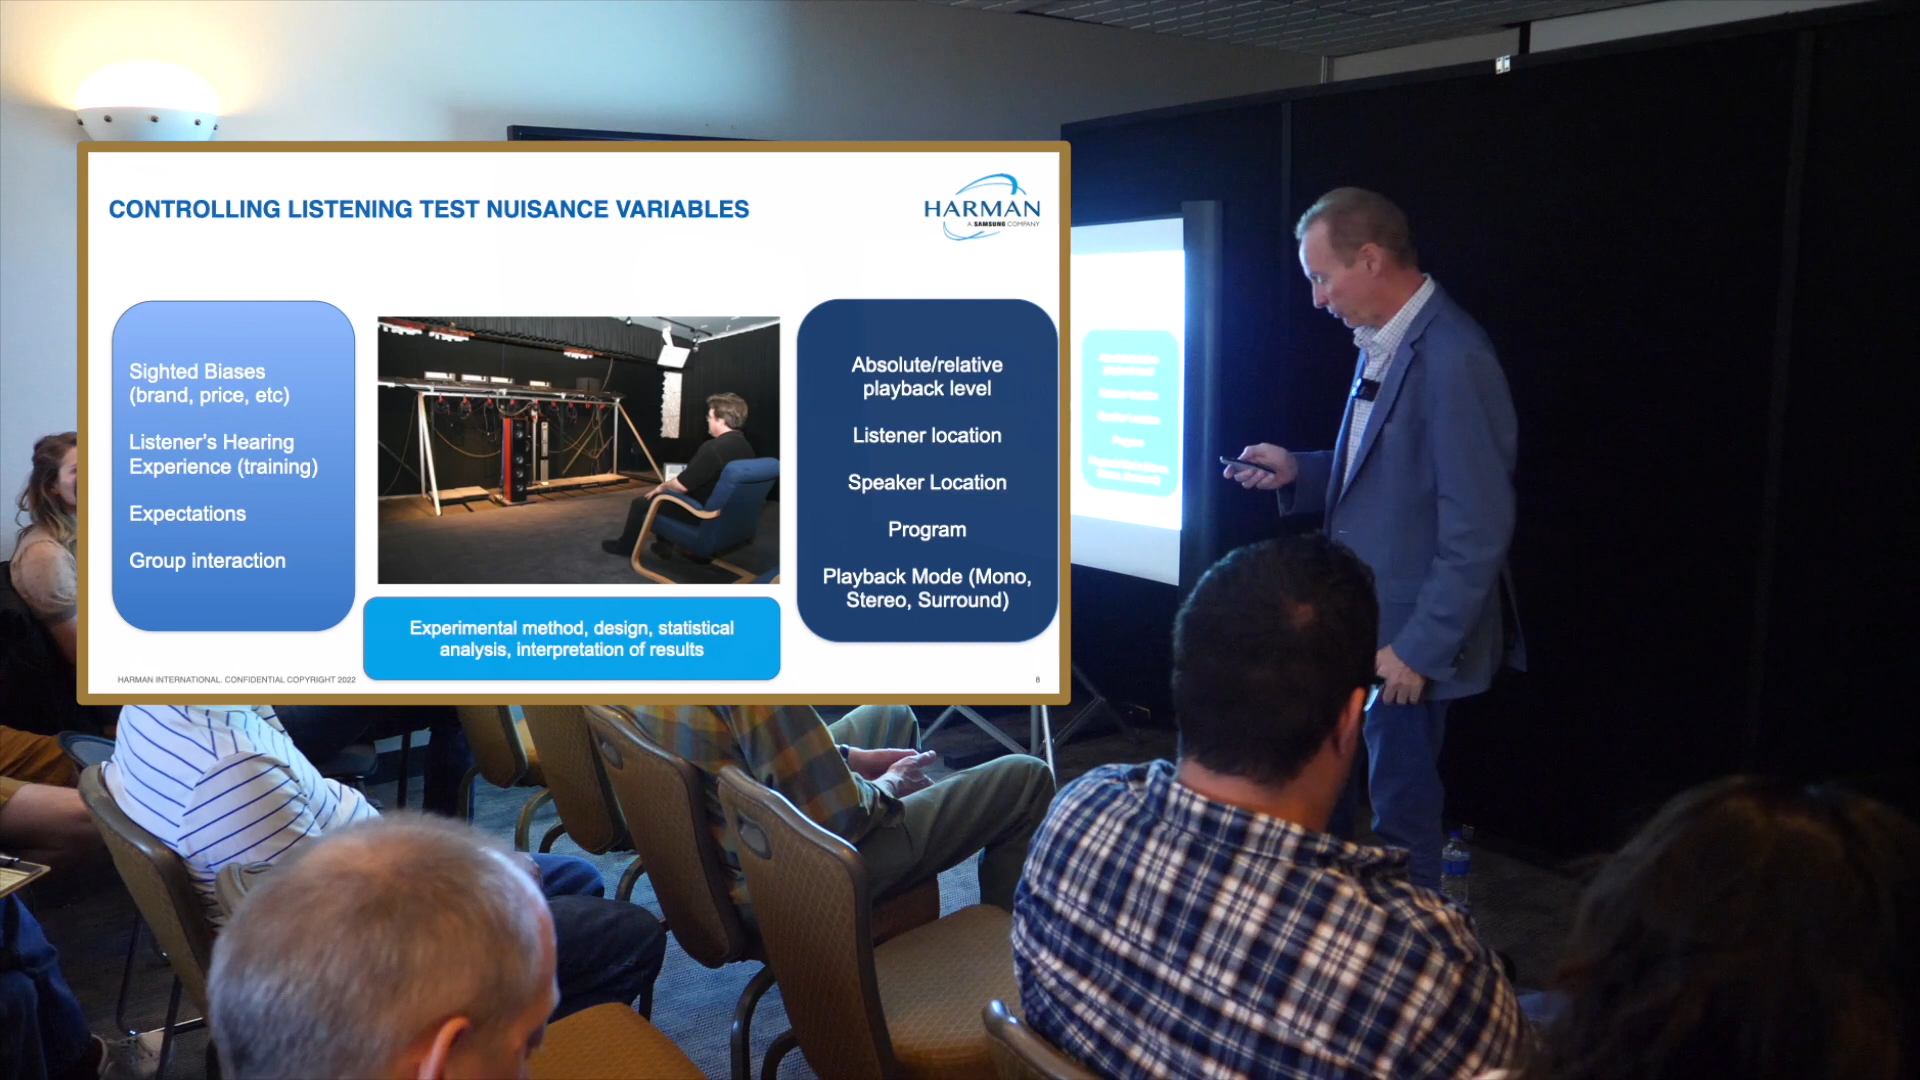 CONTROLLING LISTENING TEST NUISANCE VARIABLES
HARMAN
A SAMSUNG COMPANY
Sighted Biases
(brand, price, etc)
Listener’s Hearing
Experience (training)
Expectations
Group interaction
Absolute/relative
playback level
Listener location
Speaker Location
Program
Playback Mode (Mono,
Stereo, Surround)
Experimental method, design, statistical
analysis, interpretation of results
HARMAN INTERNATIONAL. CONFIDENTIAL COPYRIGHT 2022
8